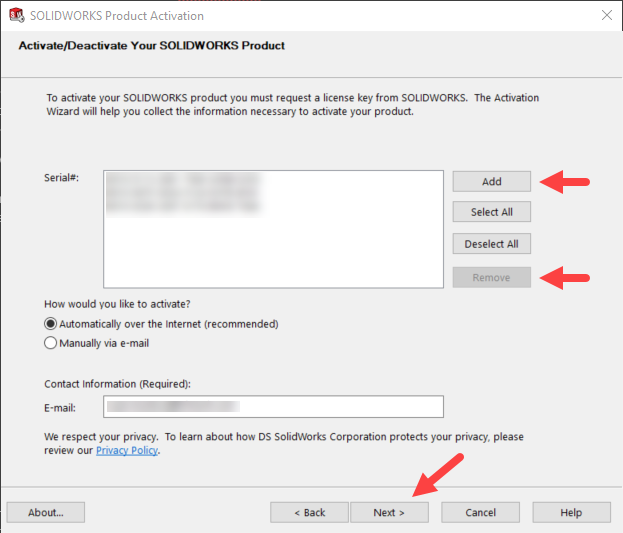 SOLIDWORKS Product Activation
Activate/Deactivate Your SOLIDWORKS Product
To activate your SOLIDWORKS product you must request a license key from SOLIDWORKS. The Activation
Wizard will help you collect the information necessary to activate your product.
Serial#:
Add
Select All
Deselect All
Remove
How would you like to activate?
Automatically over the Internet (recommended)
Manually via e-mail
Contact Information (Required):
E-mail:
We respect your privacy. To learn about how DS SolidWorks Corporation protects your privacy, please
review our Privacy Policy.
About... < Back Next > Cancel Help